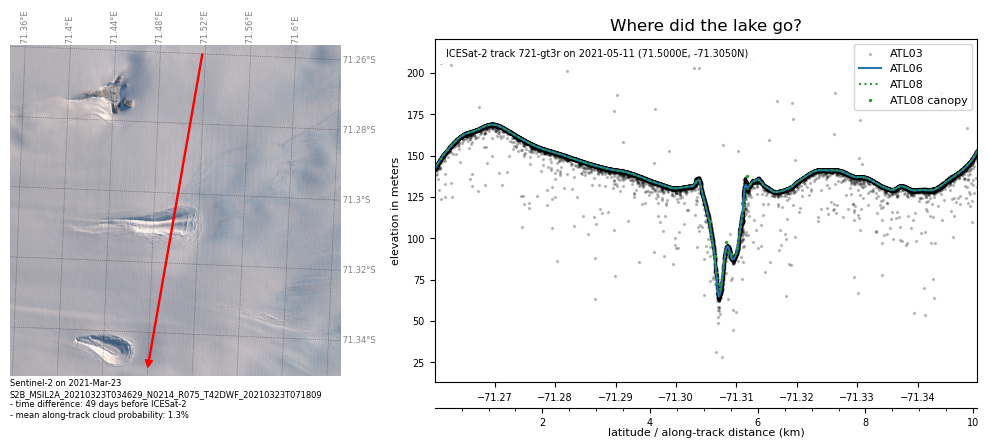 71.36°E
71.4°E
71.44°E
71.48°E
71.52°E
71.56°E
71.6°E
71.26°S
71.28°S
71.3°S
71.32°S
71.34°S
Sentinel-2 on 2021-Mar-23
S2B_MSIL2A_20210323T034629_N0214_R075_T42DWF_20210323T071809
- time difference: 49 days before ICESat-2
- mean along-track cloud probability: 1.3%
Where did the lake go?
ICESat-2 track 721-gt3r on 2021-05-11 (71.5000E, -71.3050N)
ATL03
ATL06
ATL08
ATL08 canopy
elevation in meters
200
175
150
125
100
75
50
25
−71.27 −71.28 −71.29 −71.30 −71.31 −71.32 −71.33 −71.34
2 4 6 8 10
latitude / along-track distance (km)